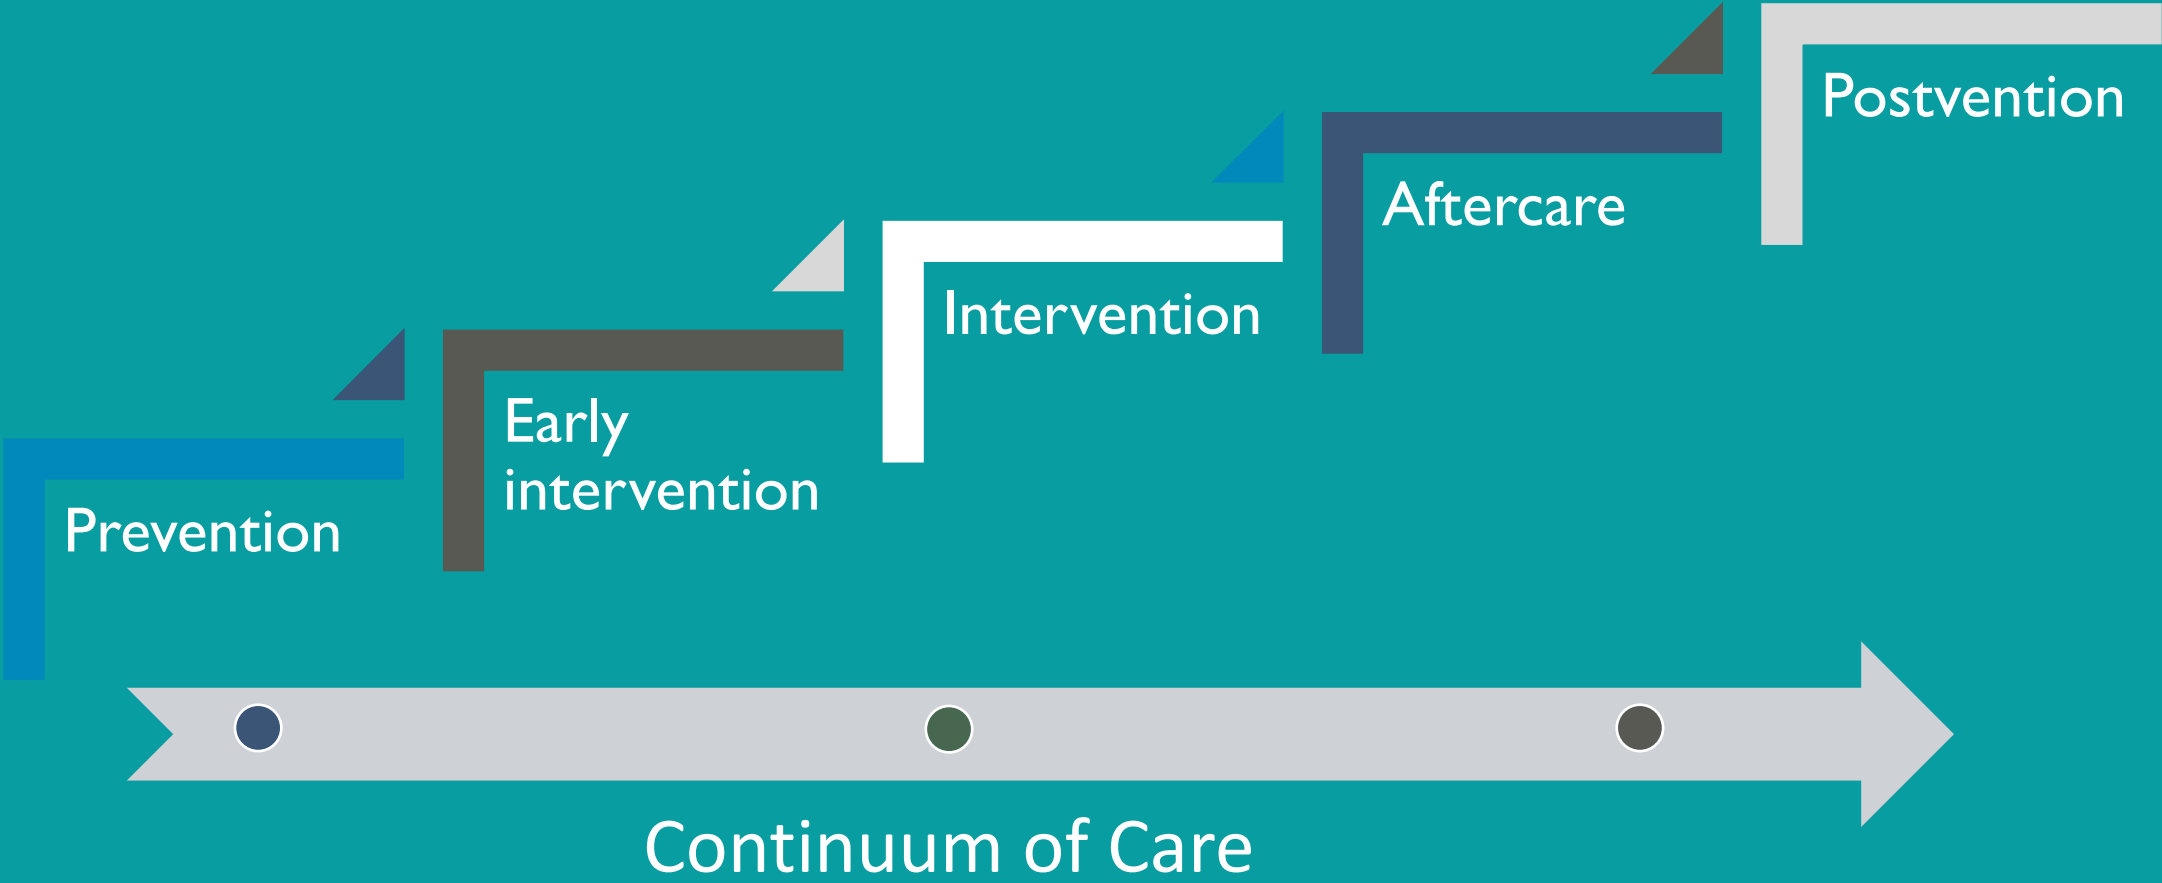 Prevention
Early
intervention
Intervention
Aftercare
Postvention
Continuum of Care